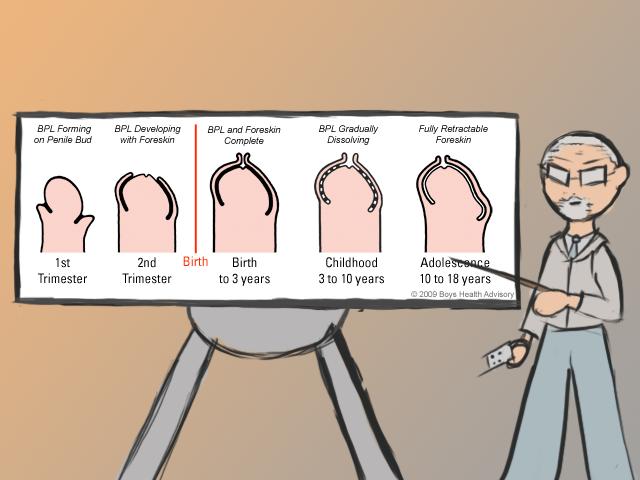 BPL Forming
on Penile Bud
BPL Developing
with Foreskin
BPL and Foreskin
Complete
BPL Gradually
Dissolving
Fully Retractable
Foreskin
1st
Trimester
2nd
Trimester
Birth
Birth
to 3 years
Childhood
3 to 10 years
Adolescence
10 to 18 years
© 2009 Boys Health Advisory